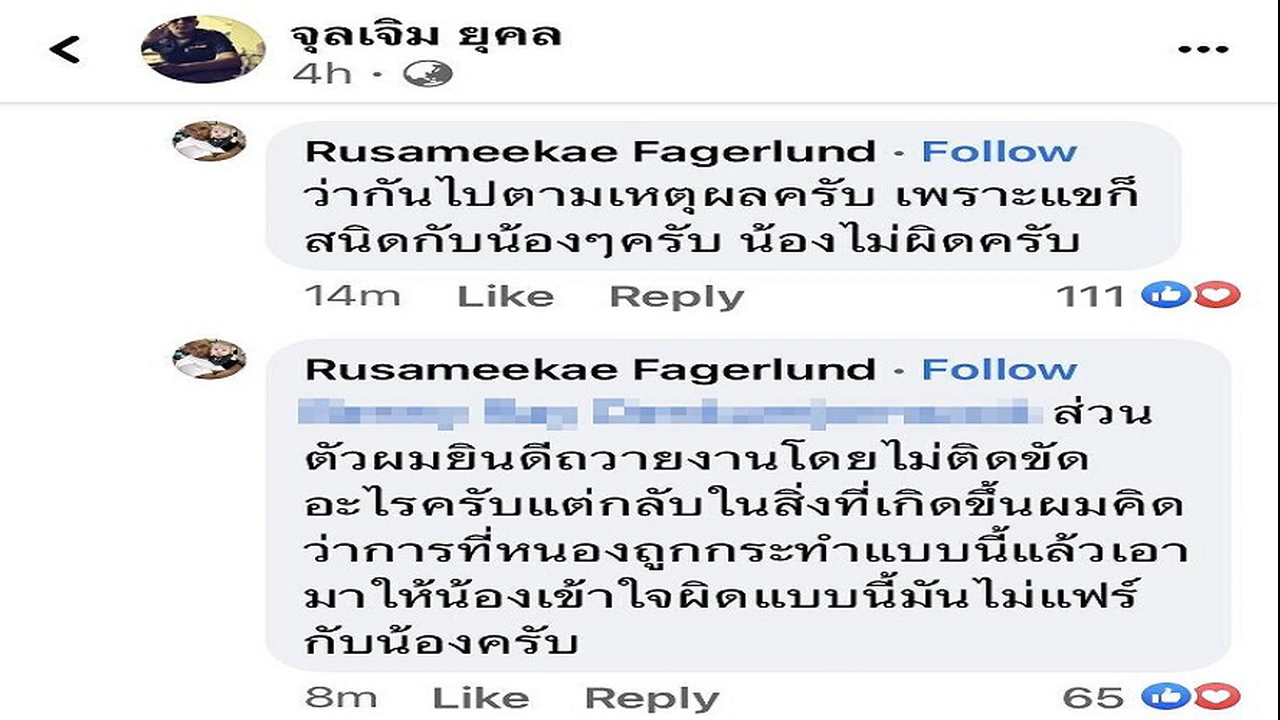 จุลเจิม ยุคล
4h ·
Rusameekae Fagerlund · Follow
ว่ากันไปตามเหตุผลครับ เพราะแขก็
สนิดกับน้องๆครับ น้องไม่ผิดครับ
14m Like Reply 111
Rusameekae Fagerlund · Follow
ส่วน
ตัวผมยินดีถวายงานโดยไม่ติดขัด
อะไรครับแต่กลับในสิ่งที่เกิดขึ้นผมคิด
ว่าการที่หนองถูกกระทำแบบนี้แล้วเอา
มาให้น้องเข้าใจผิดแบบนี้มันไม่แฟร์
กับน้องครับ
8m Like Reply 65